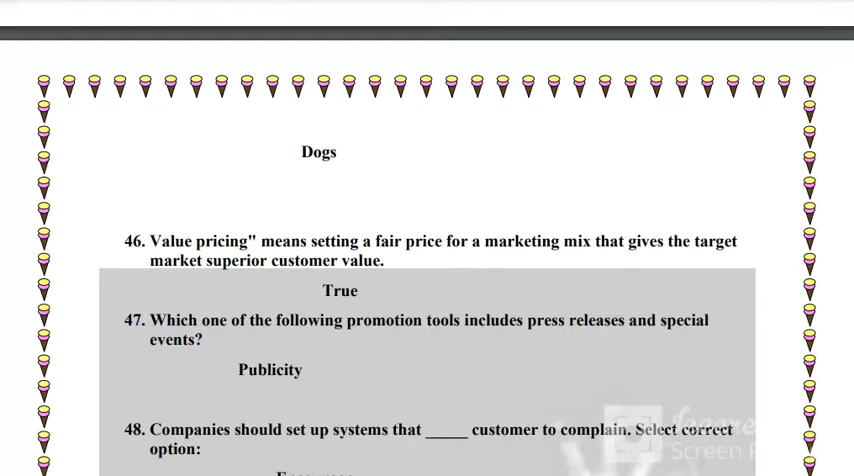 Dogs
46. Value pricing" means setting a fair price for a marketing mix that gives the target
market superior customer value.
True
47. Which one of the following promotion tools includes press releases and special
events?
Publicity
48. Companies should set up systems that _____ customer to complain. Select correct
option:
Screen